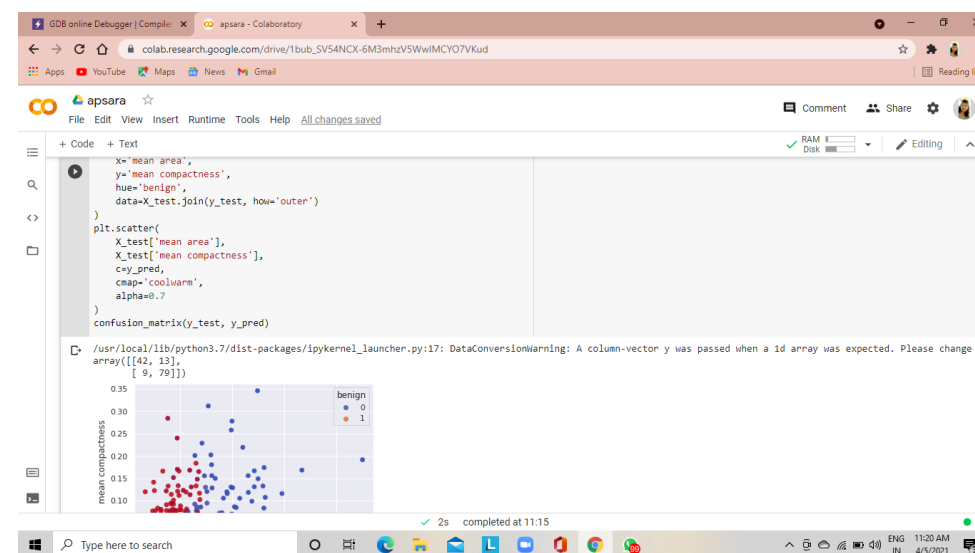 GDB online Debugger | Compiler
apsara - Colaboratory
colab.research.google.com/drive/1bub_SV54NCX-6M3mhzV5WwIMCYO7VKud
Apps YouTube Maps News Gmail Reading
apsara
Comment Share
File Edit View Insert Runtime Tools Help All changes saved
+ Code + Text RAM Disk Editing
x='mean area',
y='mean compactness',
hue='benign',
data=X_test.join(y_test, how='outer')
)
plt.scatter(
X_test['mean area'],
X_test['mean compactness'],
c=y_pred,
cmap='coolwarm',
alpha=0.7
)
confusion_matrix(y_test, y_pred)
/usr/local/lib/python3.7/dist-packages/ipykernel_launcher.py:17: DataConversionWarning: A column-vector y was passed when a 1d array was expected. Please change
array([[42, 13],
[ 9, 79]])
0.35
0.30
0.25
0.20
0.15
0.10
mean compactness
benign
0
1
2s completed at 11:15
Type here to search
99
ENG 11:20 AM
IN 4/5/2021